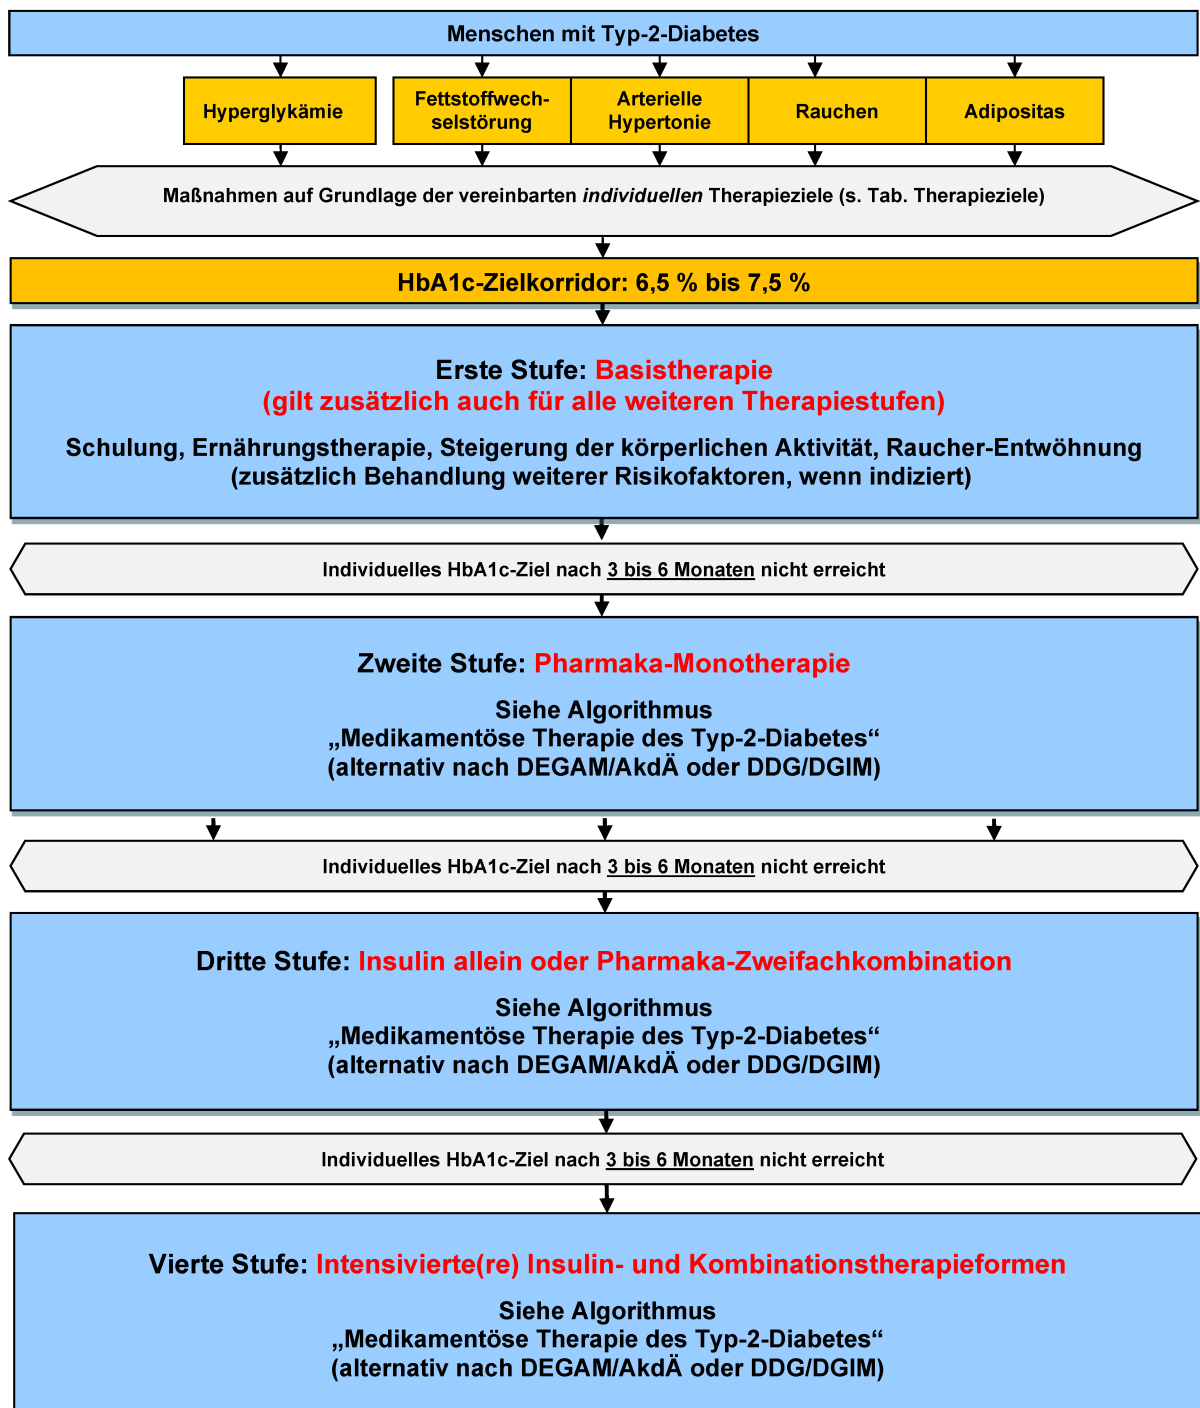 Menschen mit Typ-2-Diabetes
Hyperglykämie
Fettstoffwech-
selstörung
Arterielle
Hypertonie
Rauchen
Adipositas
Maßnahmen auf Grundlage der vereinbarten individuellen Therapieziele (s. Tab. Therapieziele)
HbA1c-Zielkorridor: 6,5 % bis 7,5 %
Erste Stufe: Basistherapie
(gilt zusätzlich auch für alle weiteren Therapiestufen)
Schulung, Ernährungstherapie, Steigerung der körperlichen Aktivität, Raucher-Entwöhnung
(zusätzlich Behandlung weiterer Risikofaktoren, wenn indiziert)
Individuelles HbA1c-Ziel nach 3 bis 6 Monaten nicht erreicht
Zweite Stufe: Pharmaka-Monotherapie
Siehe Algorithmus
„Medikamentöse Therapie des Typ-2-Diabetes“
(alternativ nach DEGAM/AkdÄ oder DDG/DGIM)
Individuelles HbA1c-Ziel nach 3 bis 6 Monaten nicht erreicht
Dritte Stufe: Insulin allein oder Pharmaka-Zweifachkombination
Siehe Algorithmus
„Medikamentöse Therapie des Typ-2-Diabetes“
(alternativ nach DEGAM/AkdÄ oder DDG/DGIM)
Individuelles HbA1c-Ziel nach 3 bis 6 Monaten nicht erreicht
Vierte Stufe: Intensivierte(re) Insulin- und Kombinationstherapieformen
Siehe Algorithmus
„Medikamentöse Therapie des Typ-2-Diabetes“
(alternativ nach DEGAM/AkdÄ oder DDG/DGIM)